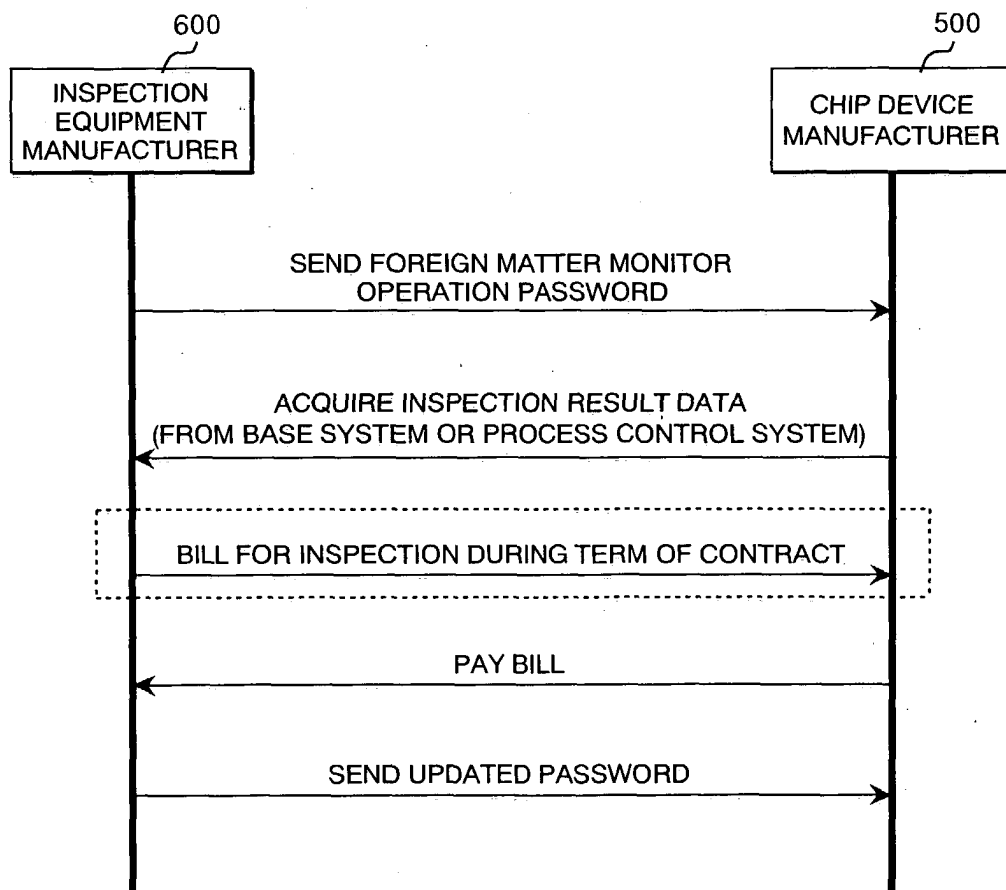 600
500
INSPECTION
EQUIPMENT
MANUFACTURER
CHIP DEVICE
MANUFACTURER
SEND FOREIGN MATTER MONITOR
OPERATION PASSWORD
ACQUIRE INSPECTION RESULT DATA
(FROM BASE SYSTEM OR PROCESS CONTROL SYSTEM)
BILL FOR INSPECTION DURING TERM OF CONTRACT
PAY BILL
SEND UPDATED PASSWORD